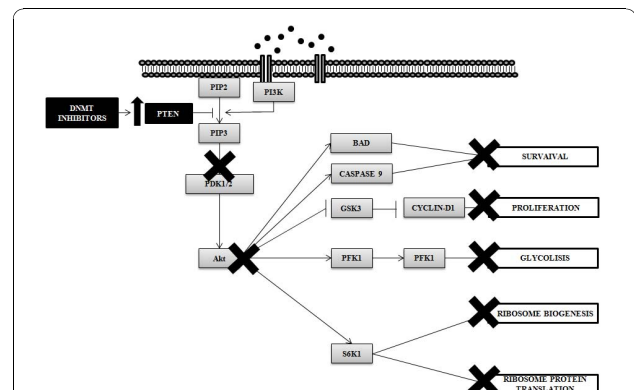 PIP2
PI3K
DNMT
INHIBITORS
PTEN
PIP3
PDK1/2
BAD
SURVAIVAL
CASPASE 9
GSK3
CYCLIN-D1
PROLIFERATION
Akt
PFK1
PFK1
GLYCOLISIS
RIBOSOME BIOGENESIS
S6K1
RIBOSOME PROTEIN
TRANSLATION